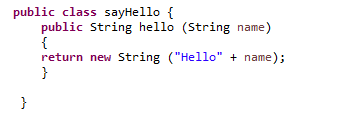 public class sayHello {
    public String hello (String name)
    {
    return new String ("Hello" + name);
    }

 }